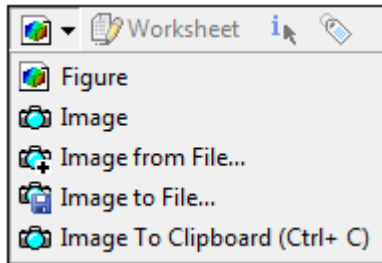 Worksheet
Figure
Image
Image from File...
Image to File...
Image To Clipboard (Ctrl+ C)